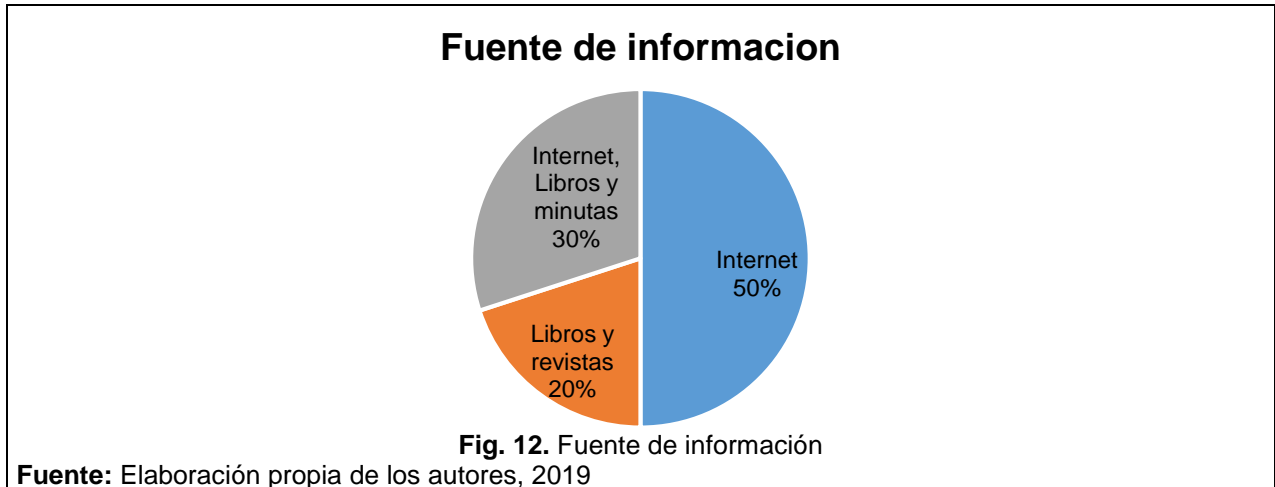 Fuente de informacion
Internet,
Libros y
minutas
30%
Internet
50%
Libros y
revistas
20%
Fig. 12. Fuente de información
Fuente: Elaboración propia de los autores, 2019